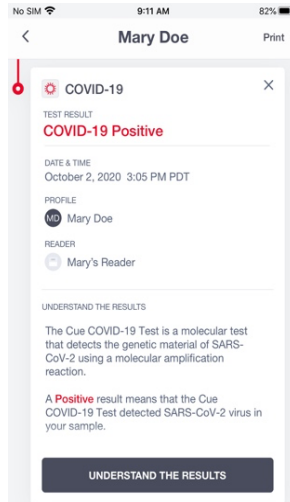 No SIM 9:11 AM 82%
Mary Doe Print
COVID-19
TEST RESULT
COVID-19 Positive
DATE & TIME
October 2, 2020 3:05 PM PDT
PROFILE
MD Mary Doe
READER
Mary's Reader
UNDERSTAND THE RESULTS
The Cue COVID-19 Test is a molecular test
that detects the genetic material of SARS-
CoV-2 using a molecular amplification
reaction.
A Positive result means that the Cue
COVID-19 Test detected SARS-CoV-2 virus in
your sample.
UNDERSTAND THE RESULTS